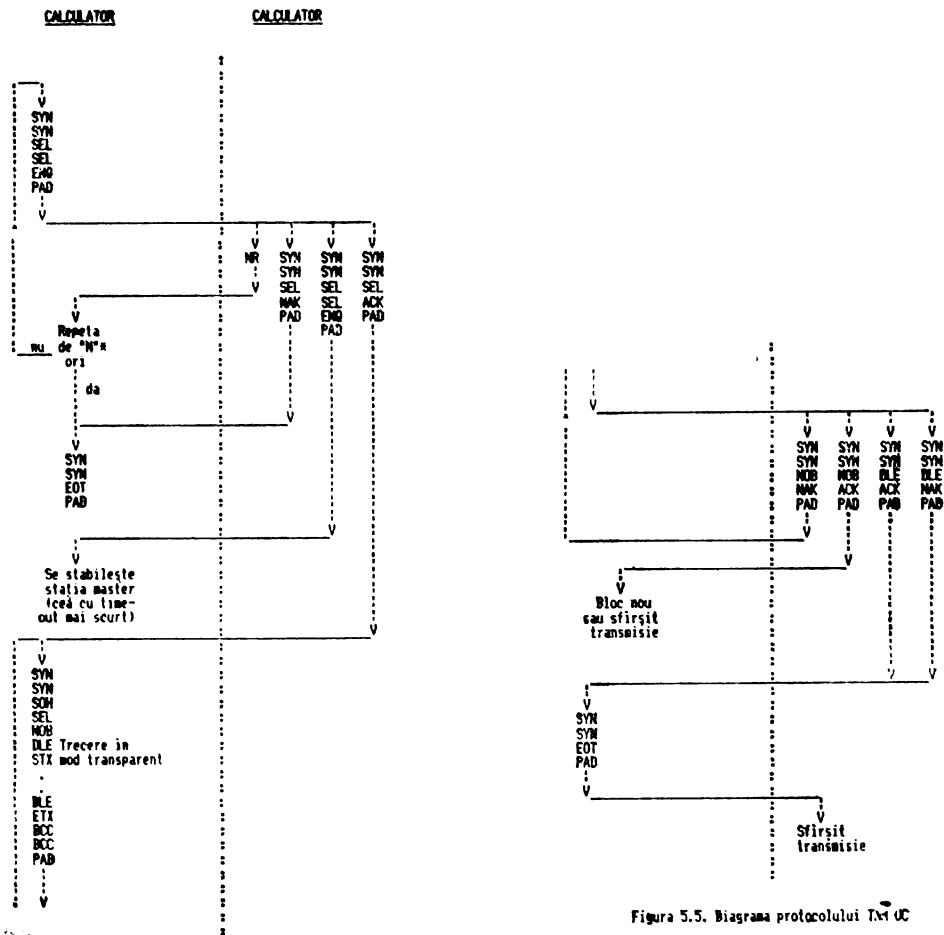 CALCULATOR
CALCULATOR
SYN
SYN
SEL
SEL
ENQ
PAD
NR
SYN
SYN
SEL
NAK
PAD
SYN
SYN
SEL
SEL
ENQ
PAD
SYN
SYN
SEL
ACK
PAD
Repeta
nu de "N"*
ori
da
SYN
SYN
EOT
PAD
Se stabilește
stația master
(cea cu time-
out mai scurt)
SYN
SYN
SOH
SEL
NOB
DLE Trecere in
STX mod transparent
.
.
DLE
ETX
BCC
BCC
PAD
SYN
SYN
NOB
NAK
PAD
SYN
SYN
NOB
ACK
PAD
SYN
SYN
DLE
ACK
PAD
SYN
SYN
DLE
NAK
PAD
Bloc nou
sau sfirșit
transmisie
SYN
SYN
EOT
PAD
Sfirșit
transmisie
Figura 5.5. Diagrama protocolului